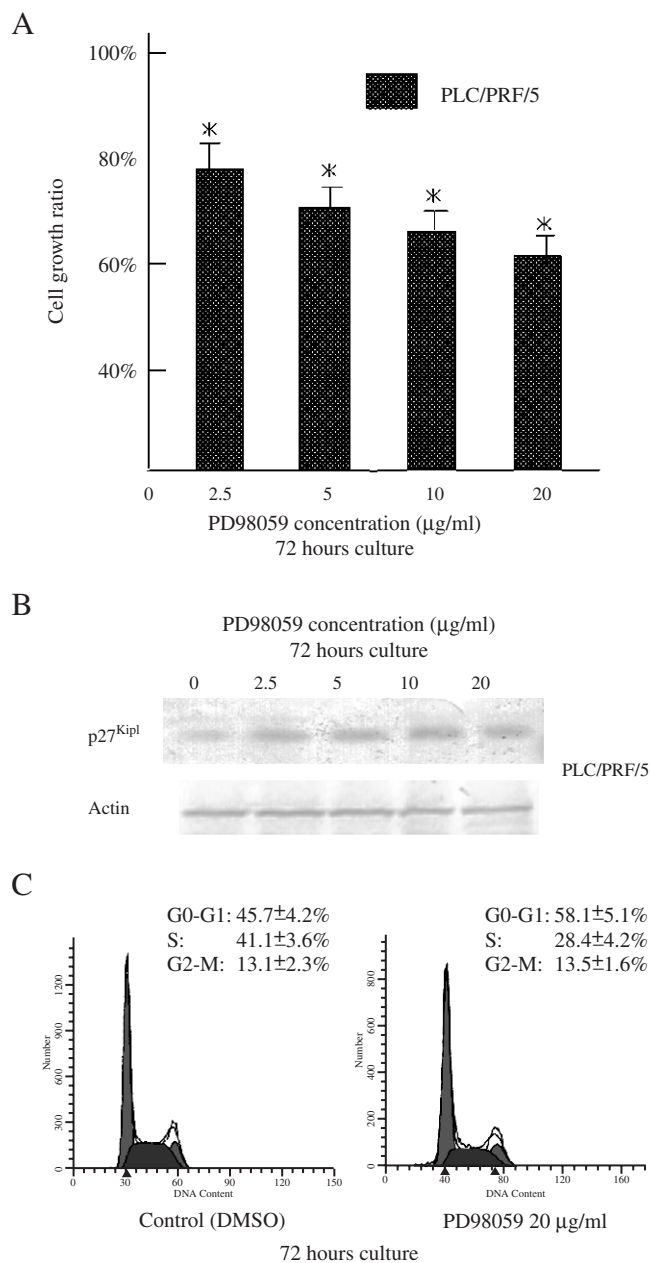 A
100%
80%
60%
40%
Cell growth ratio
PLC/PRF/5
* * * *
0 2.5 5 10 20
PD98059 concentration (µg/ml)
72 hours culture
B
PD98059 concentration (µg/ml)
72 hours culture
0 2.5 5 10 20
p27Kipl
PLC/PRF/5
Actin
C
G0-G1: 45.7±4.2%
S: 41.1±3.6%
G2-M: 13.1±2.3%
Number
0 300 600 900 1200
0 30 60 90 120 150
DNA Content
Control (DMSO)
G0-G1: 58.1±5.1%
S: 28.4±4.2%
G2-M: 13.5±1.6%
Number
0 200 400 600 800
0 40 80 120 160
DNA Content
PD98059 20 µg/ml
72 hours culture